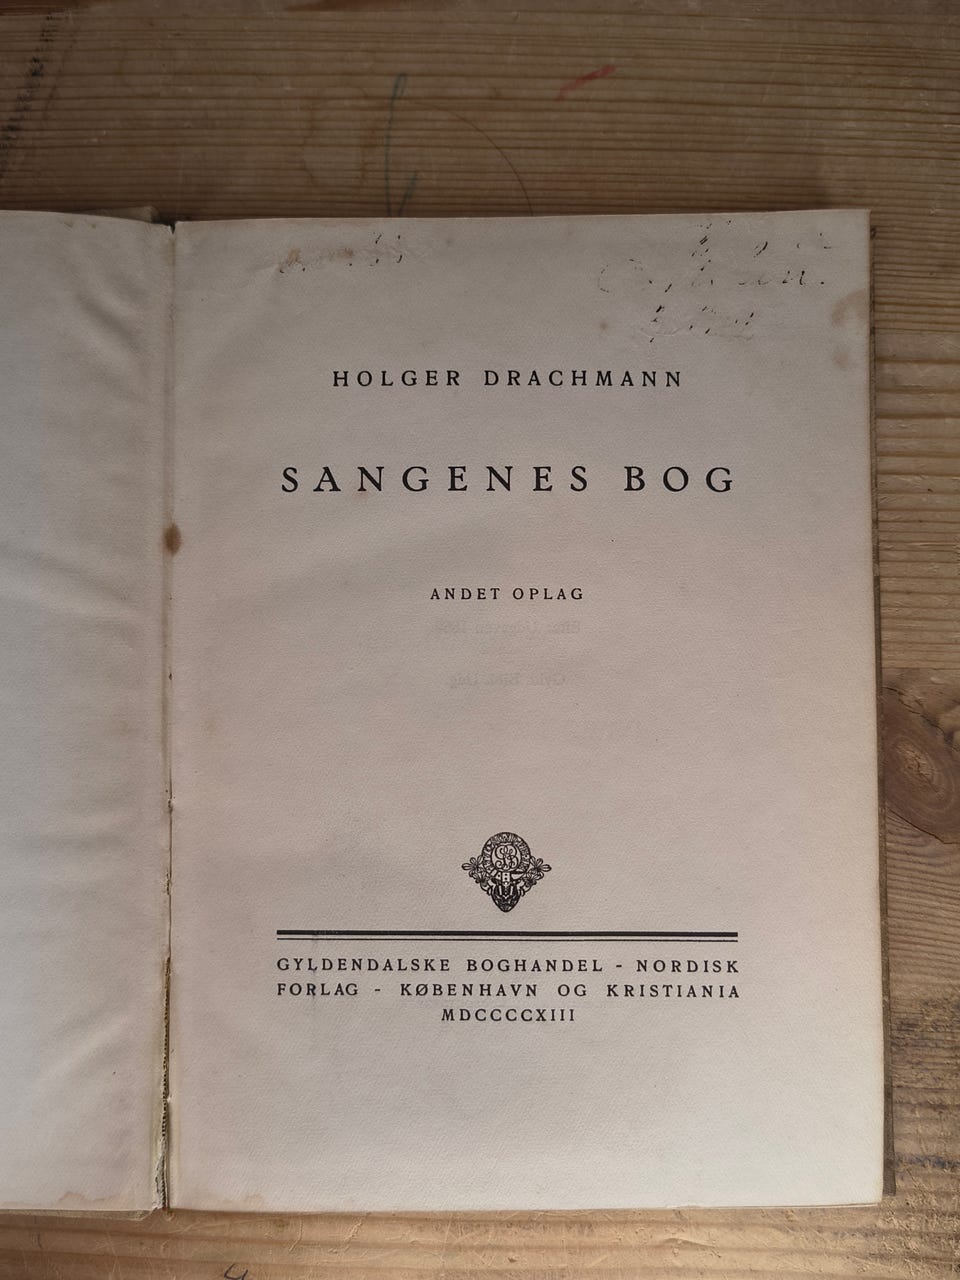 HOLGER DRACHMANN
SANGENES BOG
ANDET OPLAG
GYLDENDALSKE BOGHANDEL - NORDISK
FORLAG - KØBENHAVN OG KRISTIANIA
MDCCCCXIII